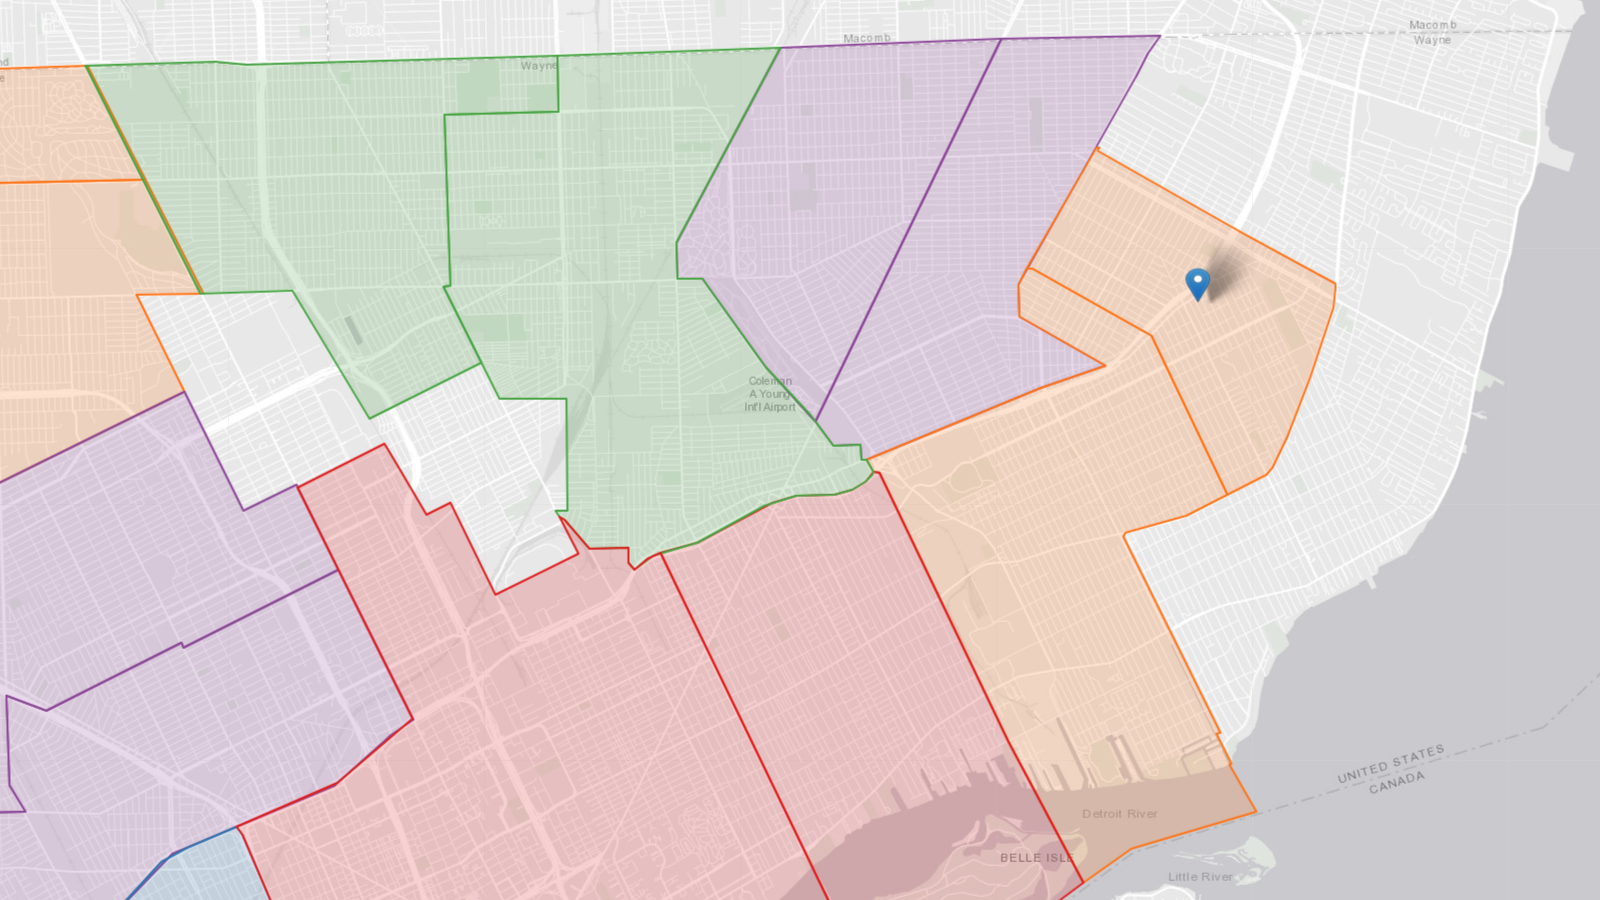 Macomb
Wayne
Macomb
Wayne
Coleman
A Young
Int'l Airport
UNITED STATES
CANADA
Detroit River
BELLE ISLE
Little River